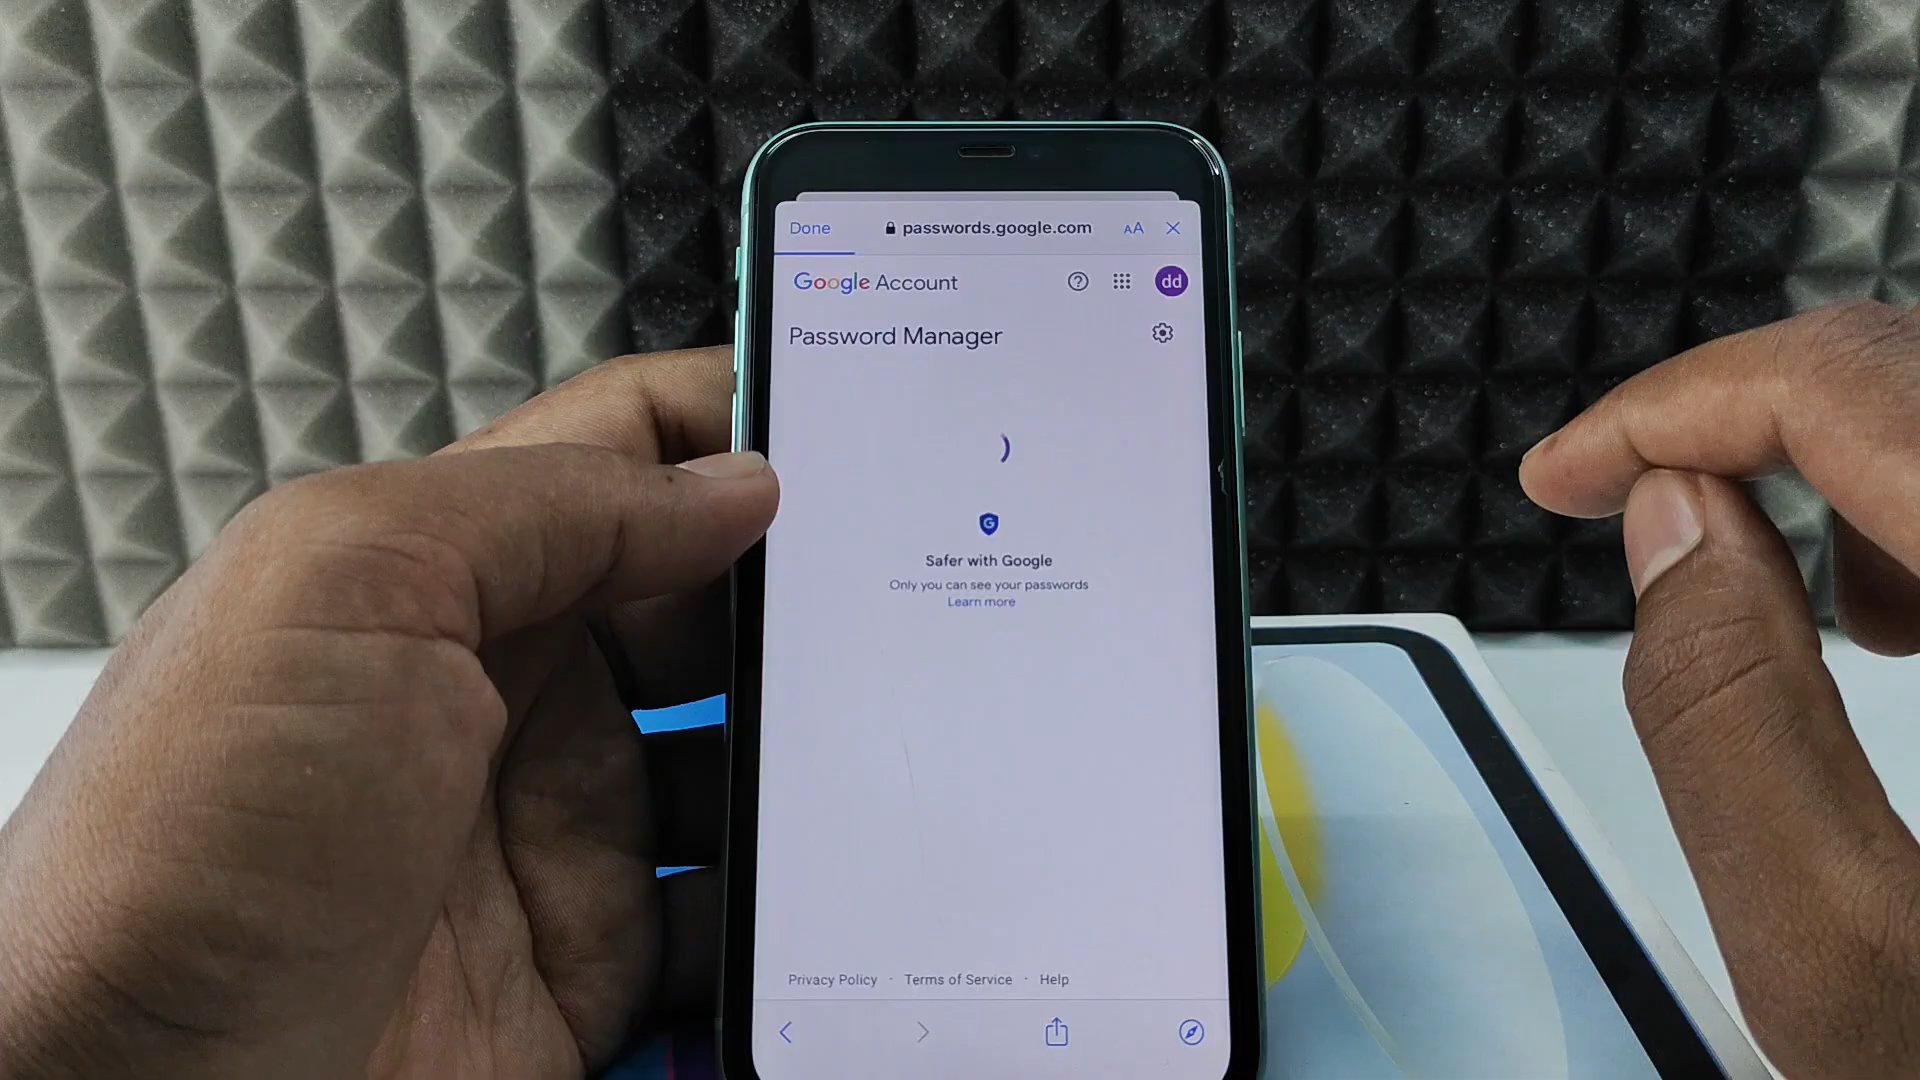 Done passwords.google.com AA
Google Account dd
Password Manager
G
Safer with Google
Only you can see your passwords
Learn more
Privacy Policy · Terms of Service · Help